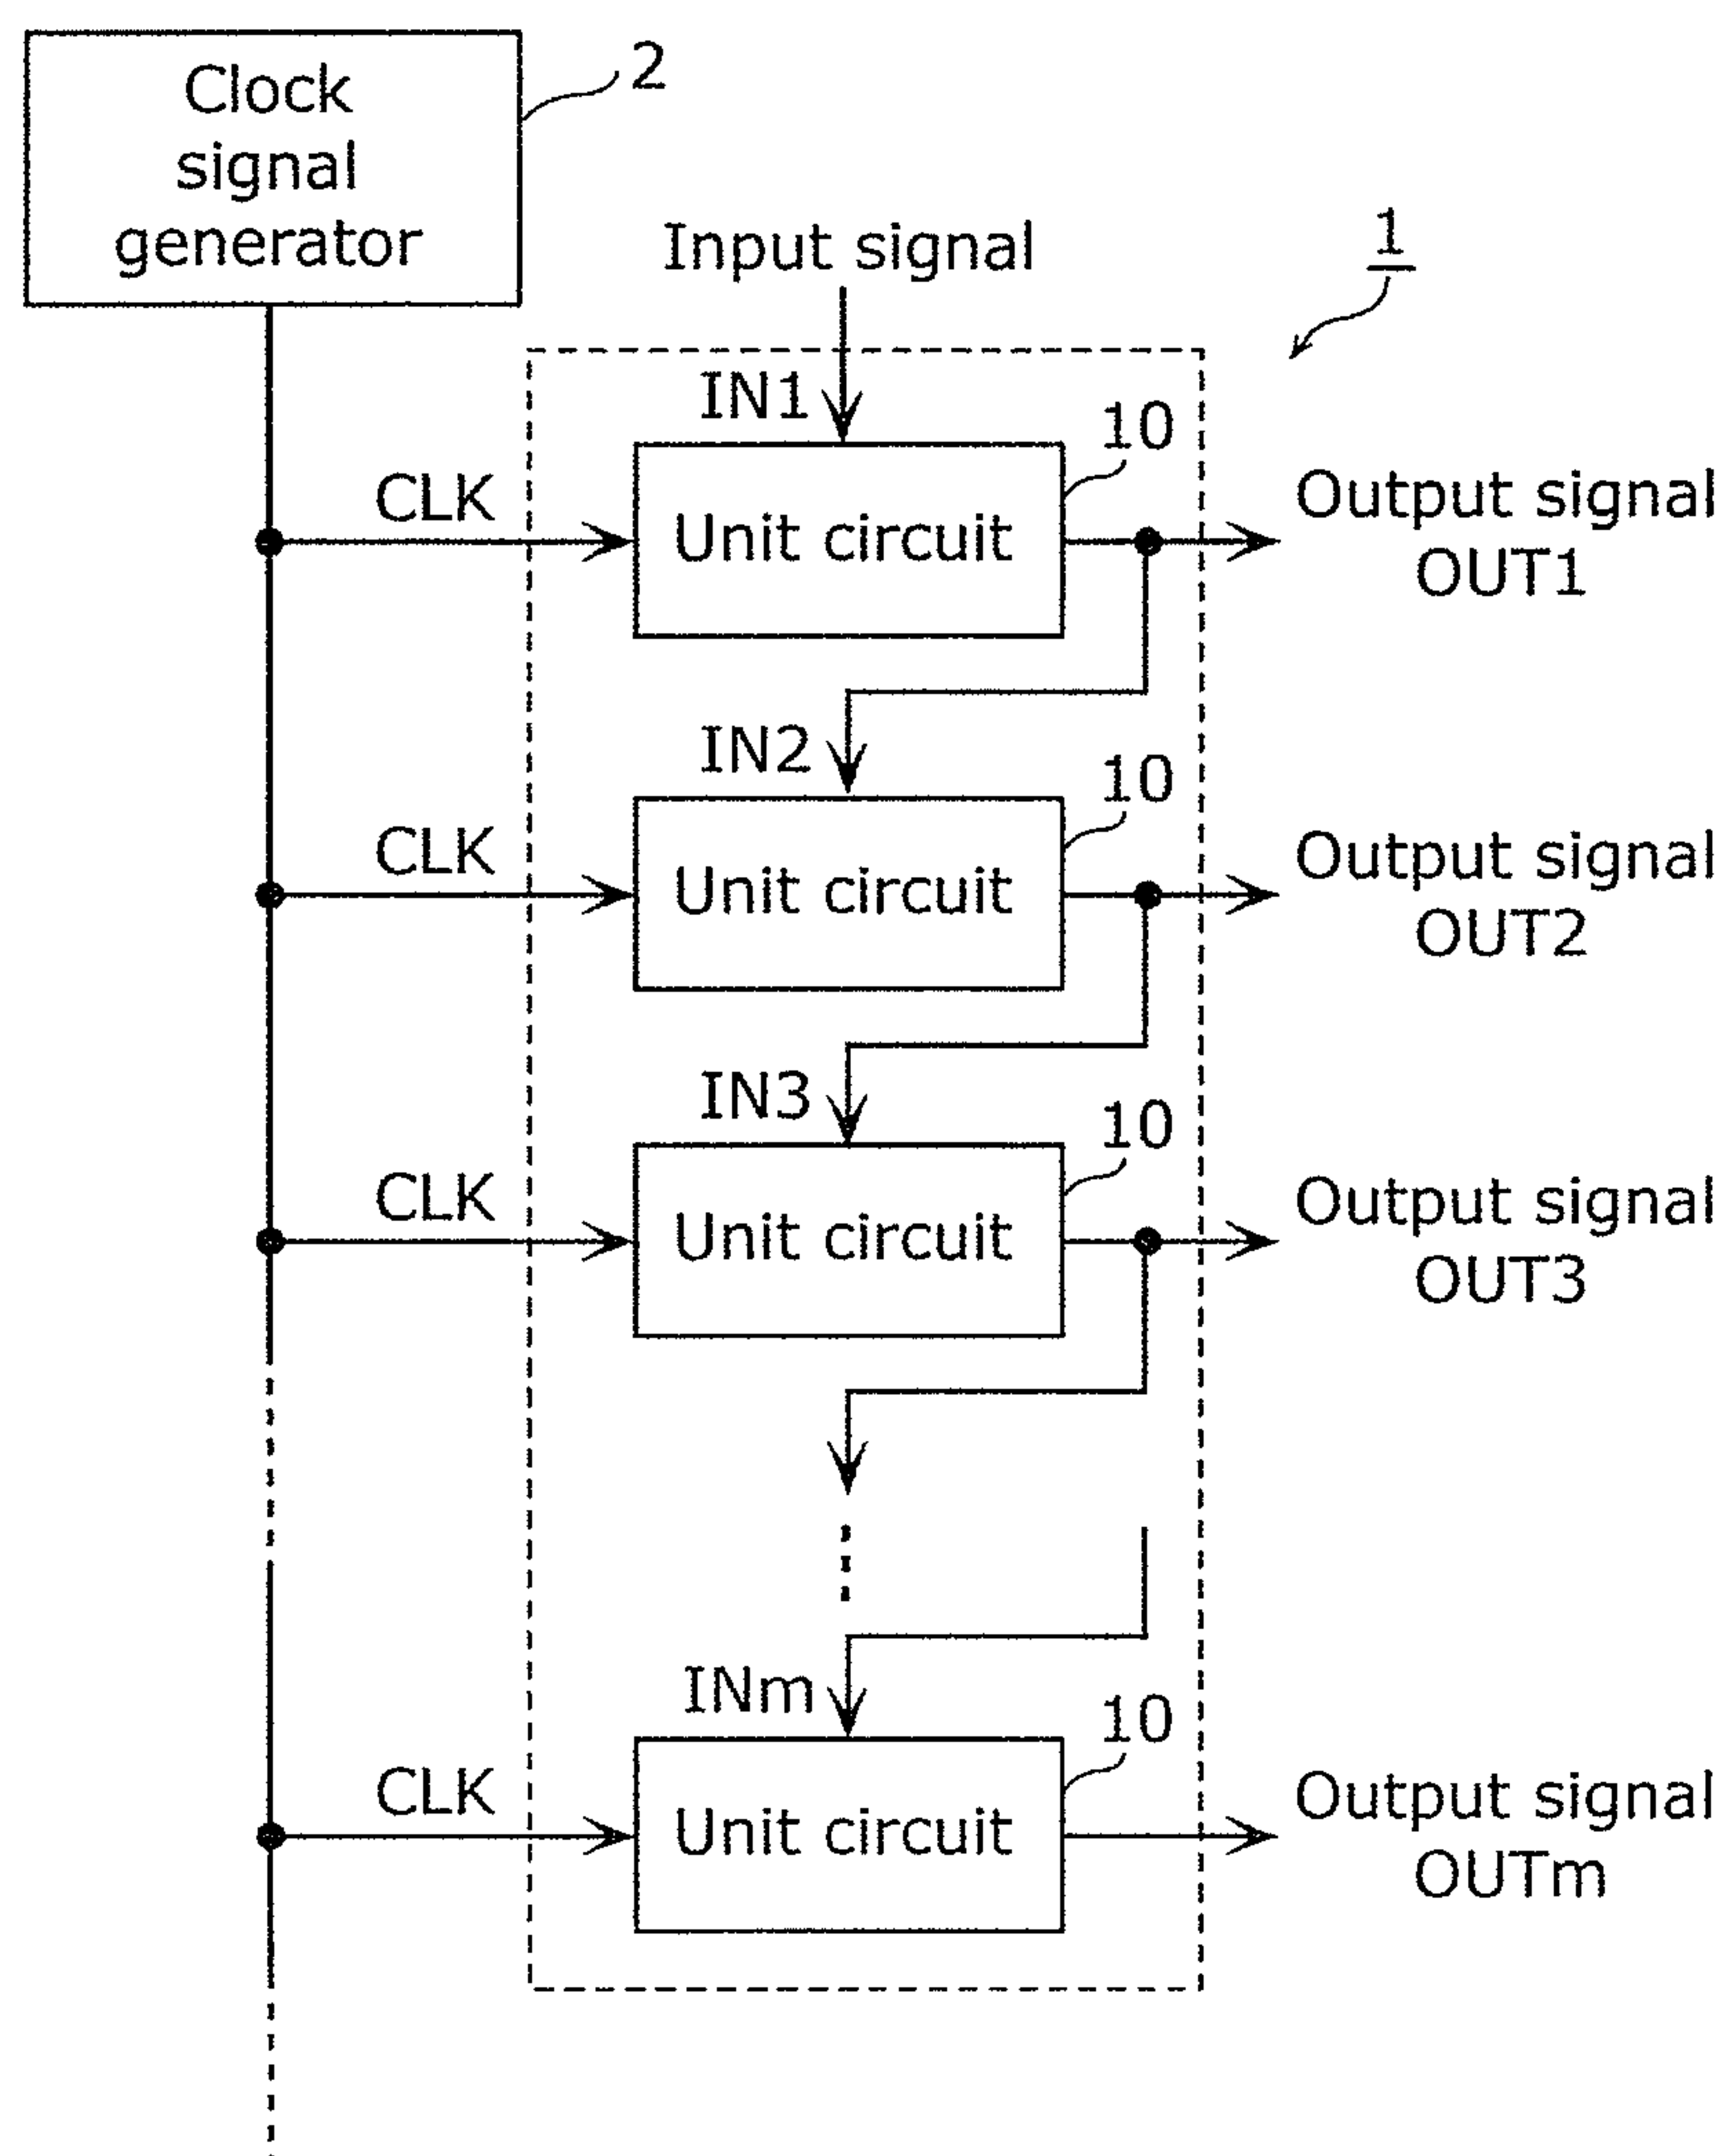 Clock
signal
generator
2
Input signal
1
IN1
10
CLK
Unit circuit
Output signal
OUT1
IN2
10
CLK
Unit circuit
Output signal
OUT2
IN3
10
CLK
Unit circuit
Output signal
OUT3
INm
10
CLK
Unit circuit
Output signal
OUTm